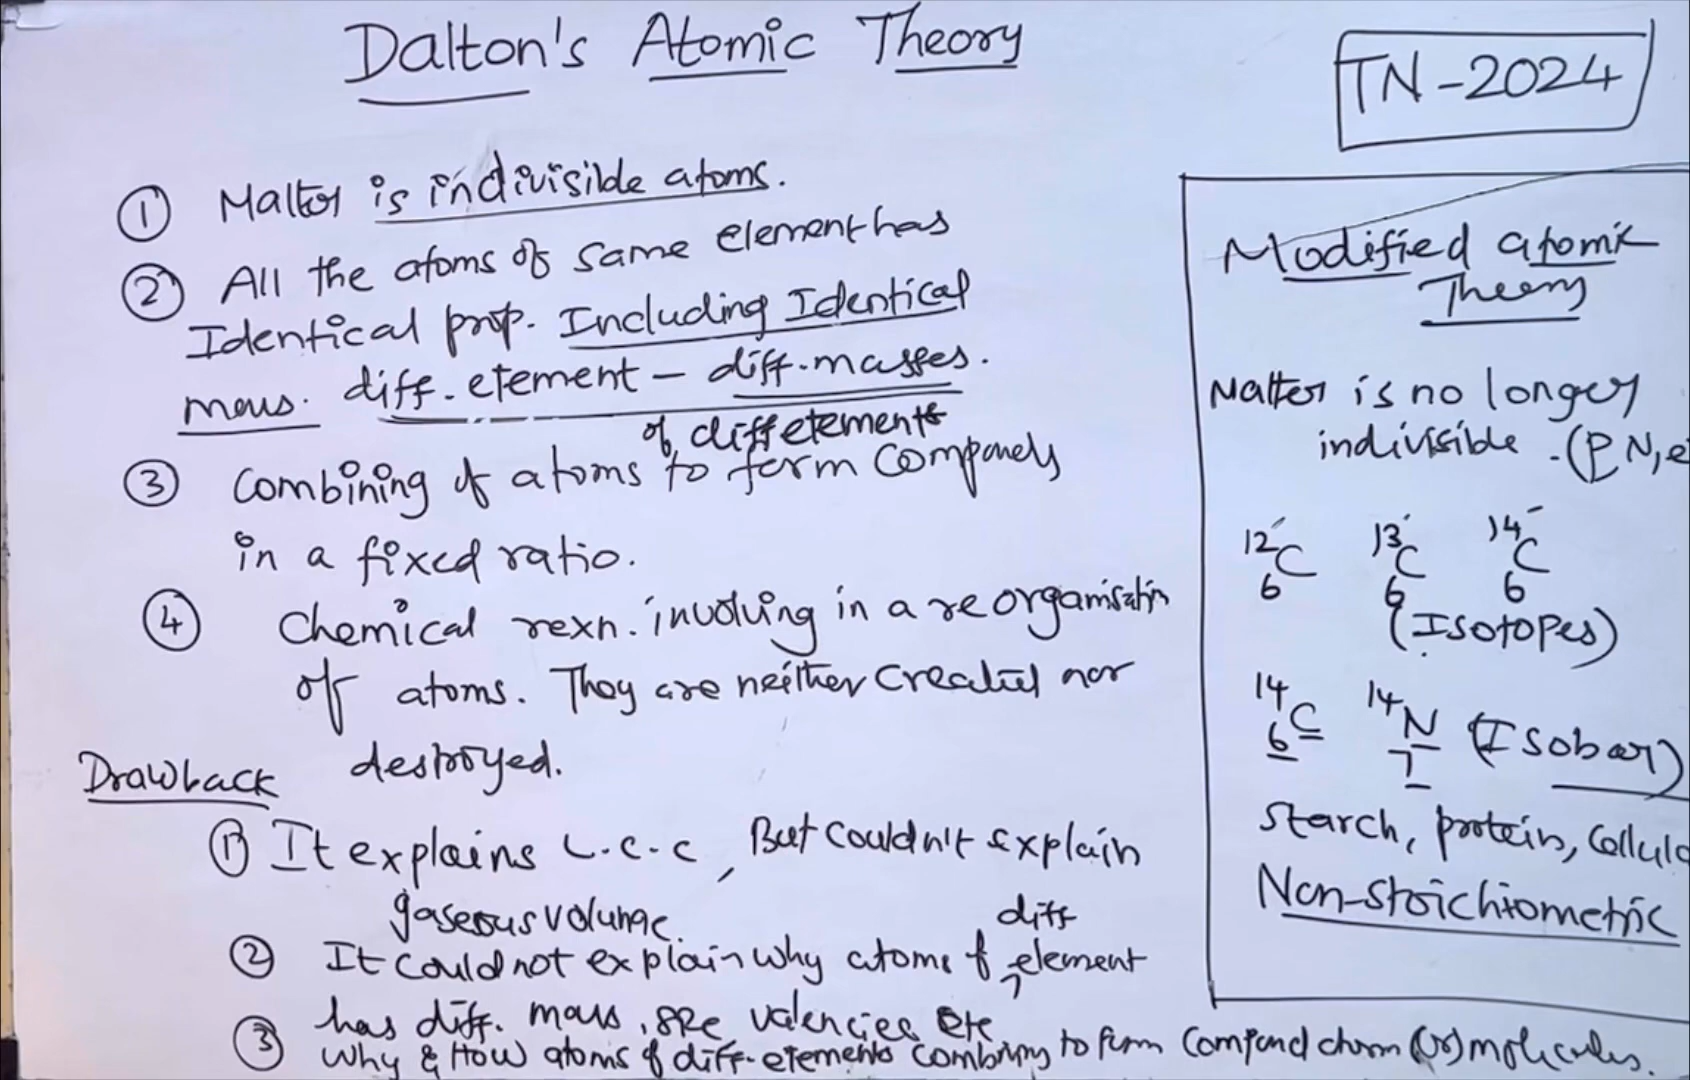 Dalton's Atomic Theory
TN-2024
① Matter is indivisible atoms.
② All the atoms of same element has
Identical prop. Including Identical
mass. diff. element - diff. masses.
of diff elements
③ Combining of atoms to form Compounds
in a fixed ratio.
④ Chemical rexn. involving in a reorganisation
of atoms. They are neither Created nor
destroyed.
Drawback
① It explains L.C.C, But Couldn't explain
gaseous volume.
diff
② It Could not explain why atoms of element
has diff. mass, size valencies etc
③ Why & How atoms of diff. elements combining to form Compound (or) molecules.
Modified atomic
Theory
Matter is no longer
indivisible. (P, N, e
12 C 13 C 14 C
6 6 6
(Isotopes)
14 C 14 N (Isobar)
6 7
Starch, protein, Cellulo
Non-Stoichiometric